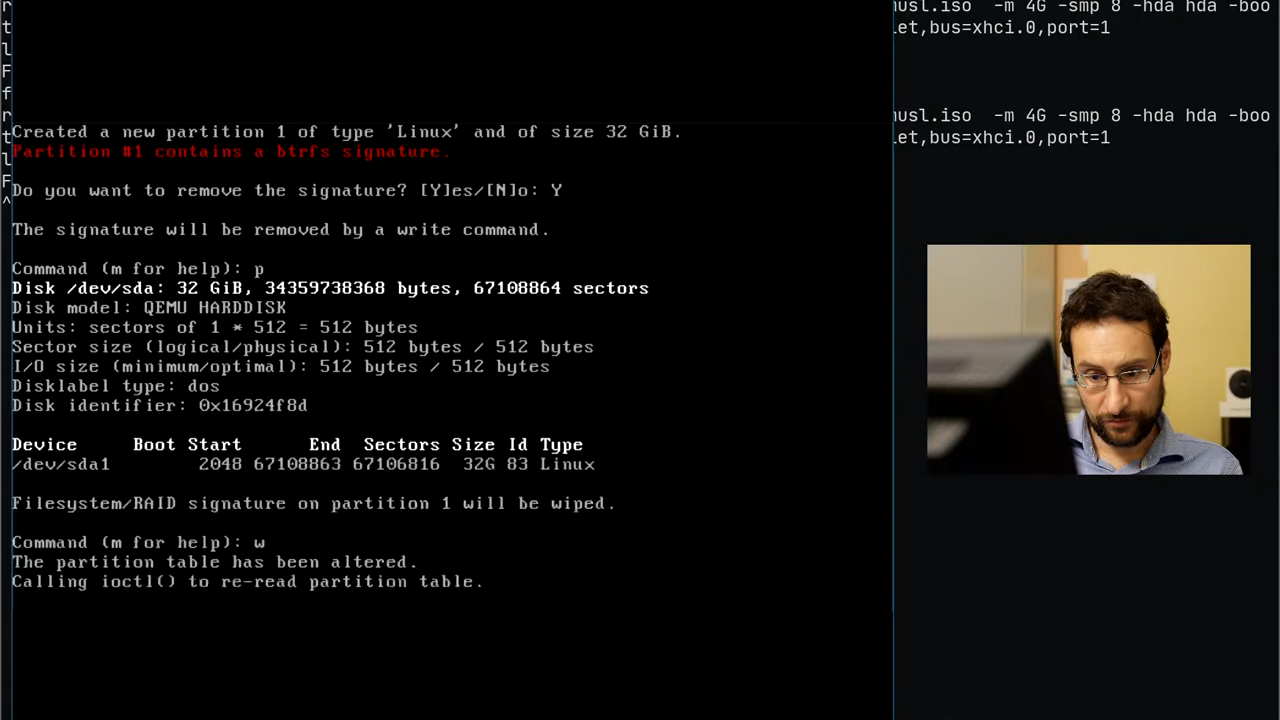 Created a new partition 1 of type 'Linux' and of size 32 GiB.
Partition #1 contains a btrfs signature.
Do you want to remove the signature? [Y]es/[N]o: Y
The signature will be removed by a write command.
Command (m for help): p
Disk /dev/sda: 32 GiB, 34359738368 bytes, 67108864 sectors
Disk model: QEMU HARDDISK
Units: sectors of 1 * 512 = 512 bytes
Sector size (logical/physical): 512 bytes / 512 bytes
I/O size (minimum/optimal): 512 bytes / 512 bytes
Disklabel type: dos
Disk identifier: 0x16924f8d
Device Boot Start End Sectors Size Id Type
/dev/sda1 2048 67108863 67106816 32G 83 Linux
Filesystem/RAID signature on partition 1 will be wiped.
Command (m for help): w
The partition table has been altered.
Calling ioctl() to re-read partition table.
musl.iso -m 4G -smp 8 -hda hda -boo
let,bus=xhci.0,port=1
musl.iso -m 4G -smp 8 -hda hda -boo
let,bus=xhci.0,port=1